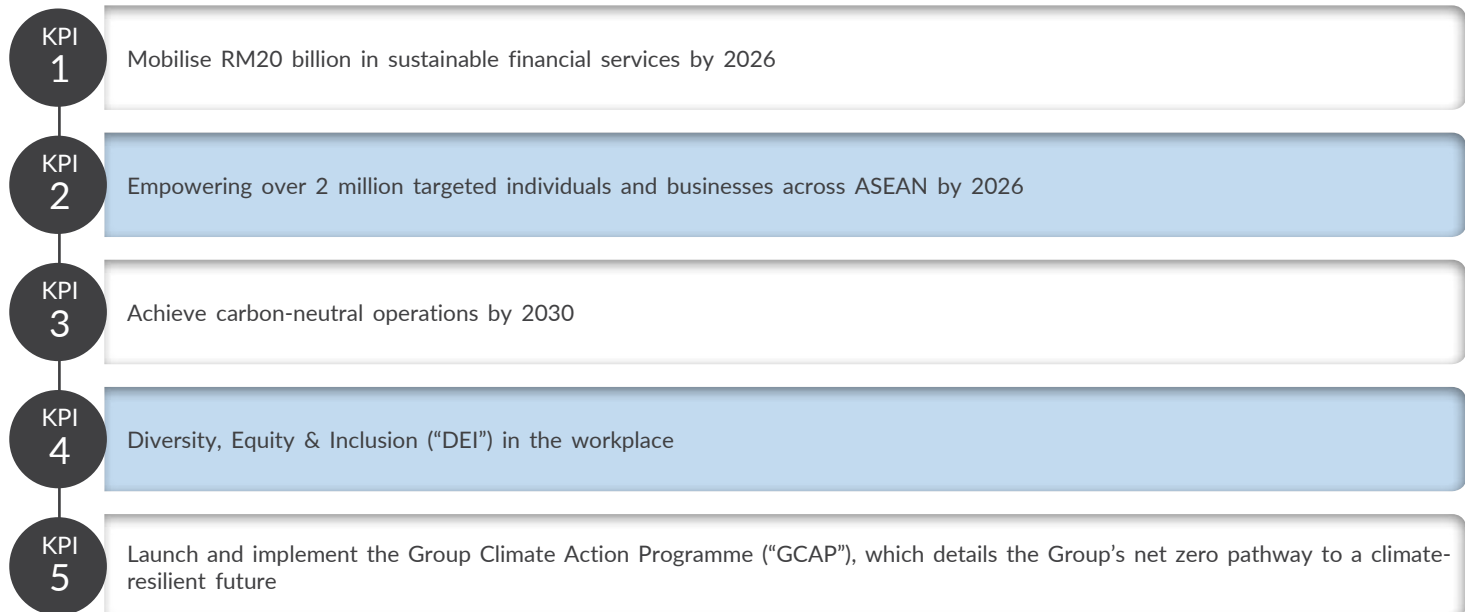 KPI
1
Mobilise RM20 billion in sustainable financial services by 2026
KPI
2
Empowering over 2 million targeted individuals and businesses across ASEAN by 2026
KPI
3
Achieve carbon-neutral operations by 2030
KPI
4
Diversity, Equity & Inclusion (“DEI”) in the workplace
KPI
5
Launch and implement the Group Climate Action Programme (“GCAP”), which details the Group’s net zero pathway to a climate-
resilient future